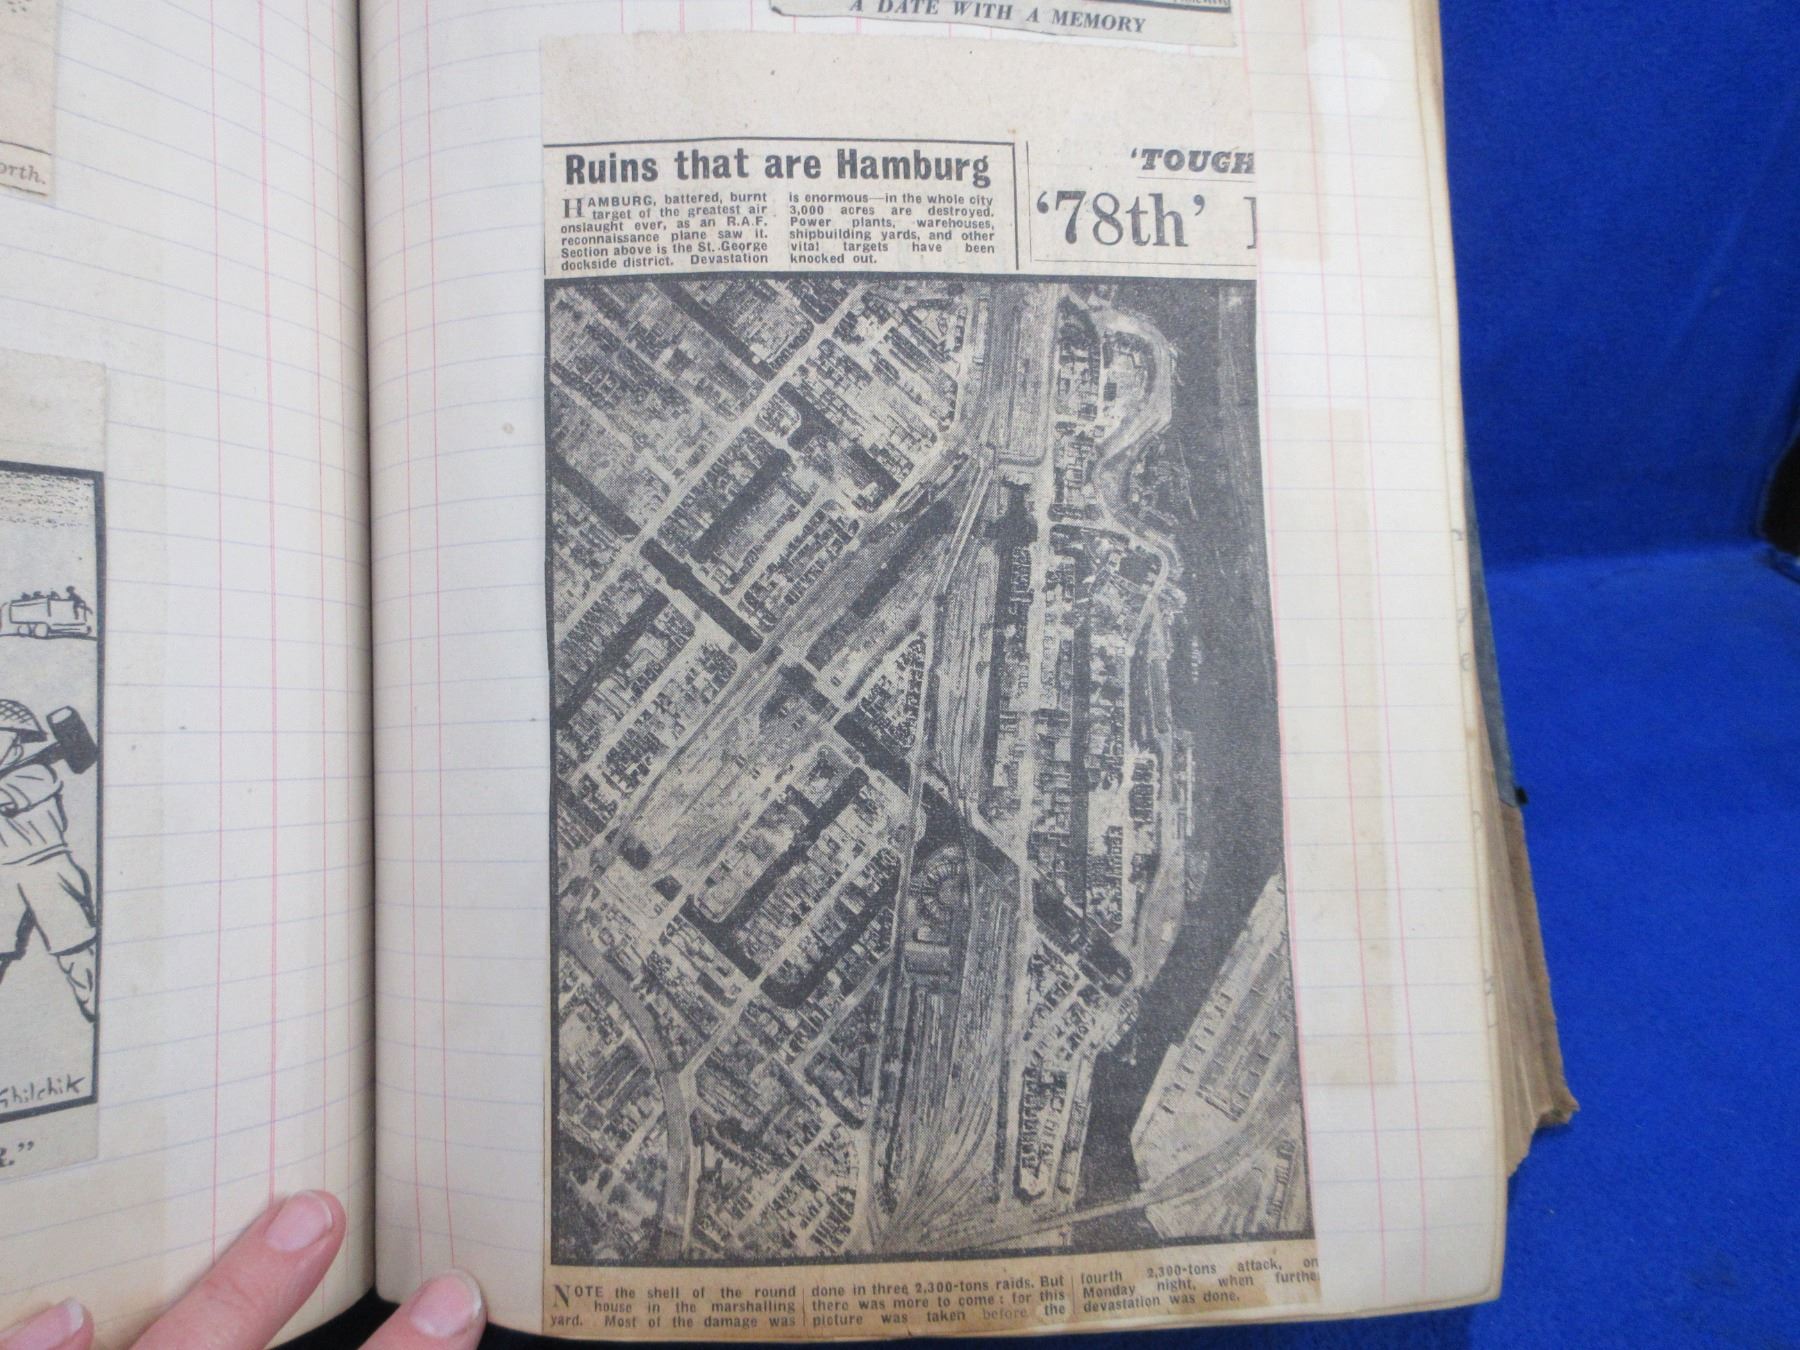 A DATE WITH A MEMORY
orth.
Ruins that are Hamburg
HAMBURG, battered, burnt
target of the greatest air
onslaught ever, as an R.A.F.
reconnaissance plane saw it.
Section above is the St. George
dockside district. Devastation
is enormous—in the whole city
3,000 acres are destroyed.
Power plants, warehouses,
shipbuilding yards, and other
vital targets have been
knocked out.
'TOUGH
'78th'
Shilchik
NOTE the shell of the round
house in the marshalling
yard. Most of the damage was
done in three 2,300-tons raids. But
there was more to come: for this
picture was taken before the
fourth 2,300-tons attack, on
Monday night, when furthe
devastation was done.